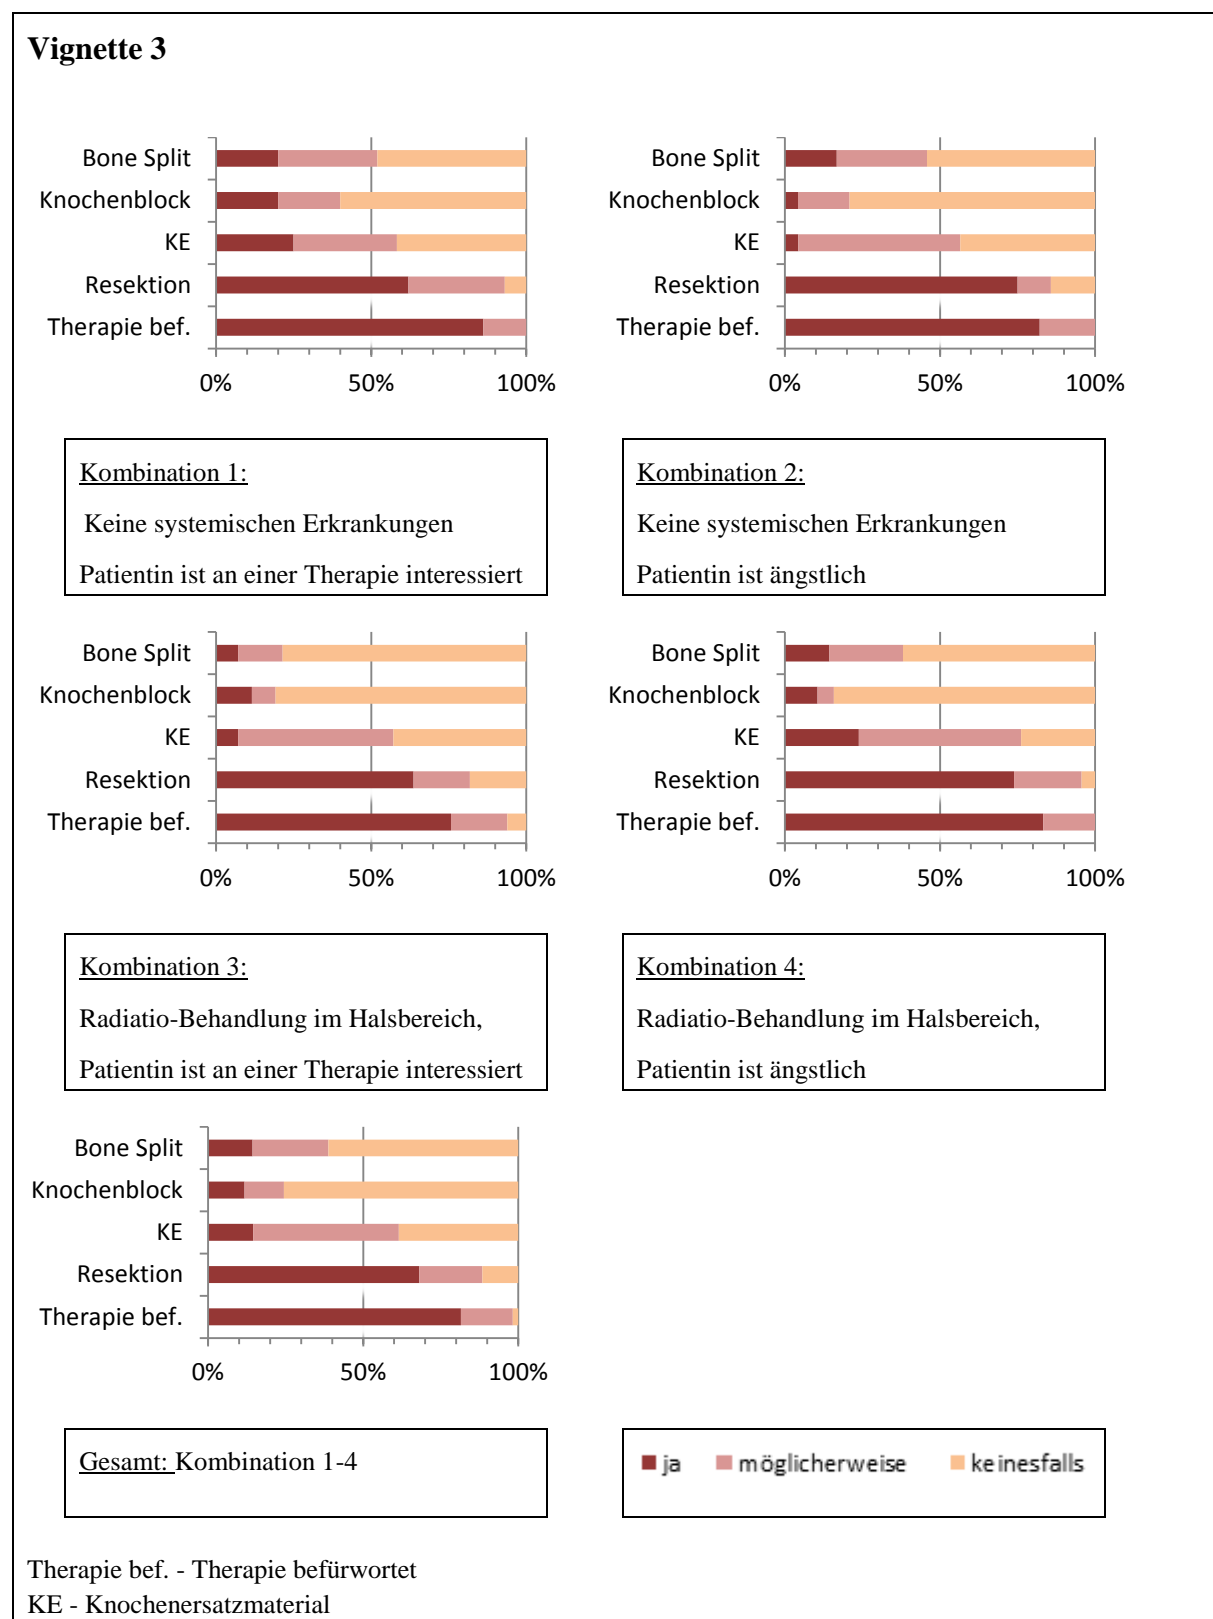 Vignette 3
Bone Split
Knochenblock
KE
Resektion
Therapie bef.
0% 50% 100%
Bone Split
Knochenblock
KE
Resektion
Therapie bef.
0% 50% 100%
Kombination 1:
Keine systemischen Erkrankungen
Patientin ist an einer Therapie interessiert
Kombination 2:
Keine systemischen Erkrankungen
Patientin ist ängstlich
Bone Split
Knochenblock
KE
Resektion
Therapie bef.
0% 50% 100%
Bone Split
Knochenblock
KE
Resektion
Therapie bef.
0% 50% 100%
Kombination 3:
Radiatio-Behandlung im Halsbereich,
Patientin ist an einer Therapie interessiert
Kombination 4:
Radiatio-Behandlung im Halsbereich,
Patientin ist ängstlich
Bone Split
Knochenblock
KE
Resektion
Therapie bef.
0% 50% 100%
Gesamt: Kombination 1-4
ja möglicherweise keinesfalls
Therapie bef. - Therapie befürwortet
KE - Knochenersatzmaterial